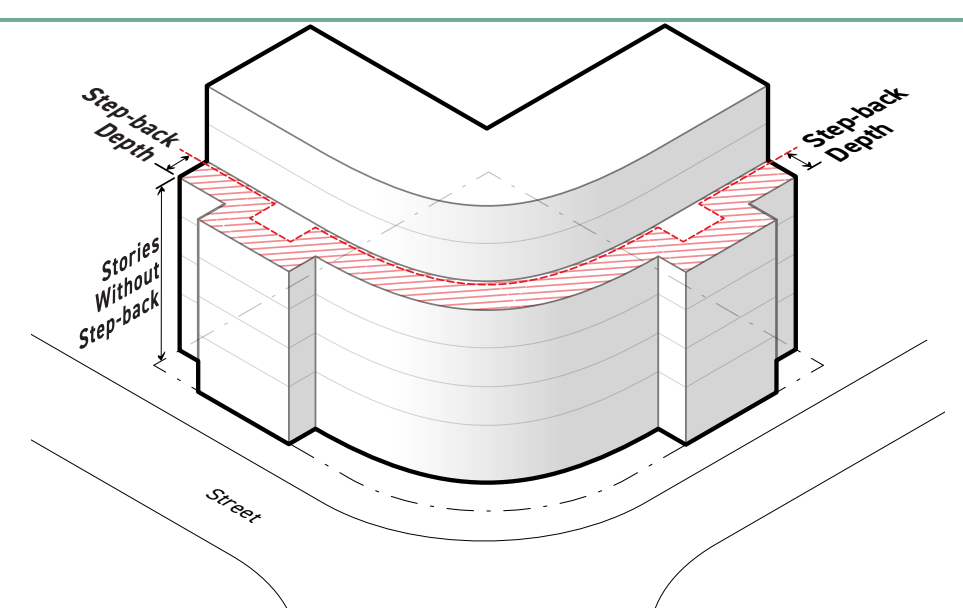 Step-back
Depth
Step-back
Depth
Stories
Without
Step-back
Street